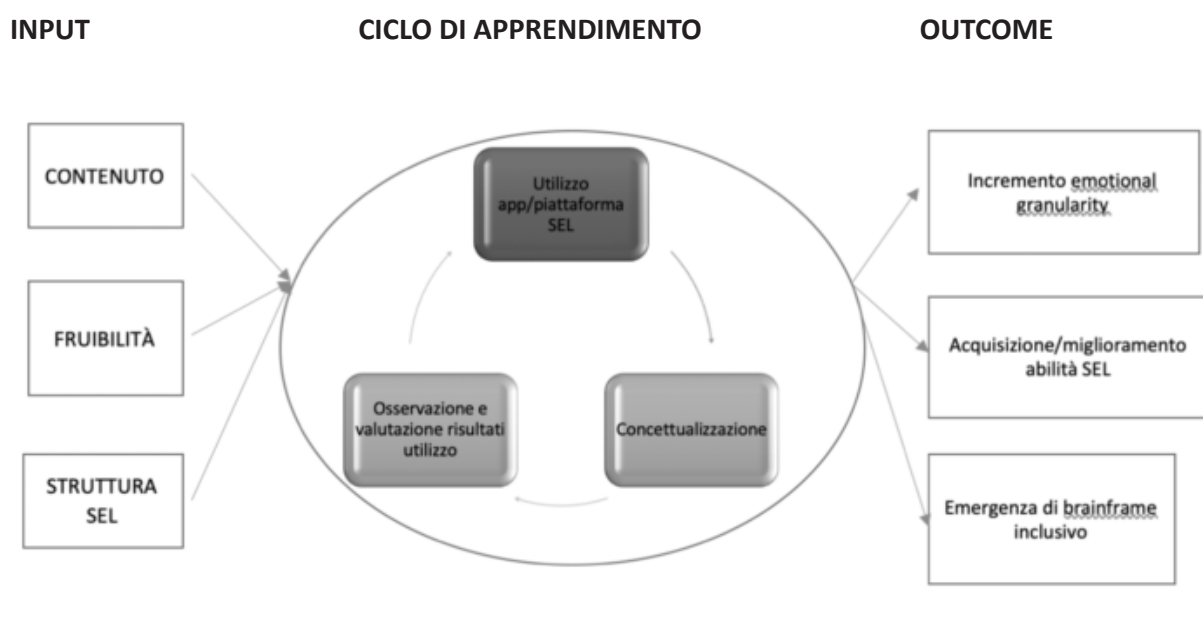 INPUT
CICLO DI APPRENDIMENTO
OUTCOME
CONTENUTO
FRUIBILITÀ
STRUTTURA
SEL
Utilizzo
app/piattaforma
SEL
Concettualizzazione
Osservazione e
valutazione risultati
utilizzo
Incremento emotional
granularity
Acquisizione/miglioramento
abilità SEL
Emergenza di brainframe
inclusivo